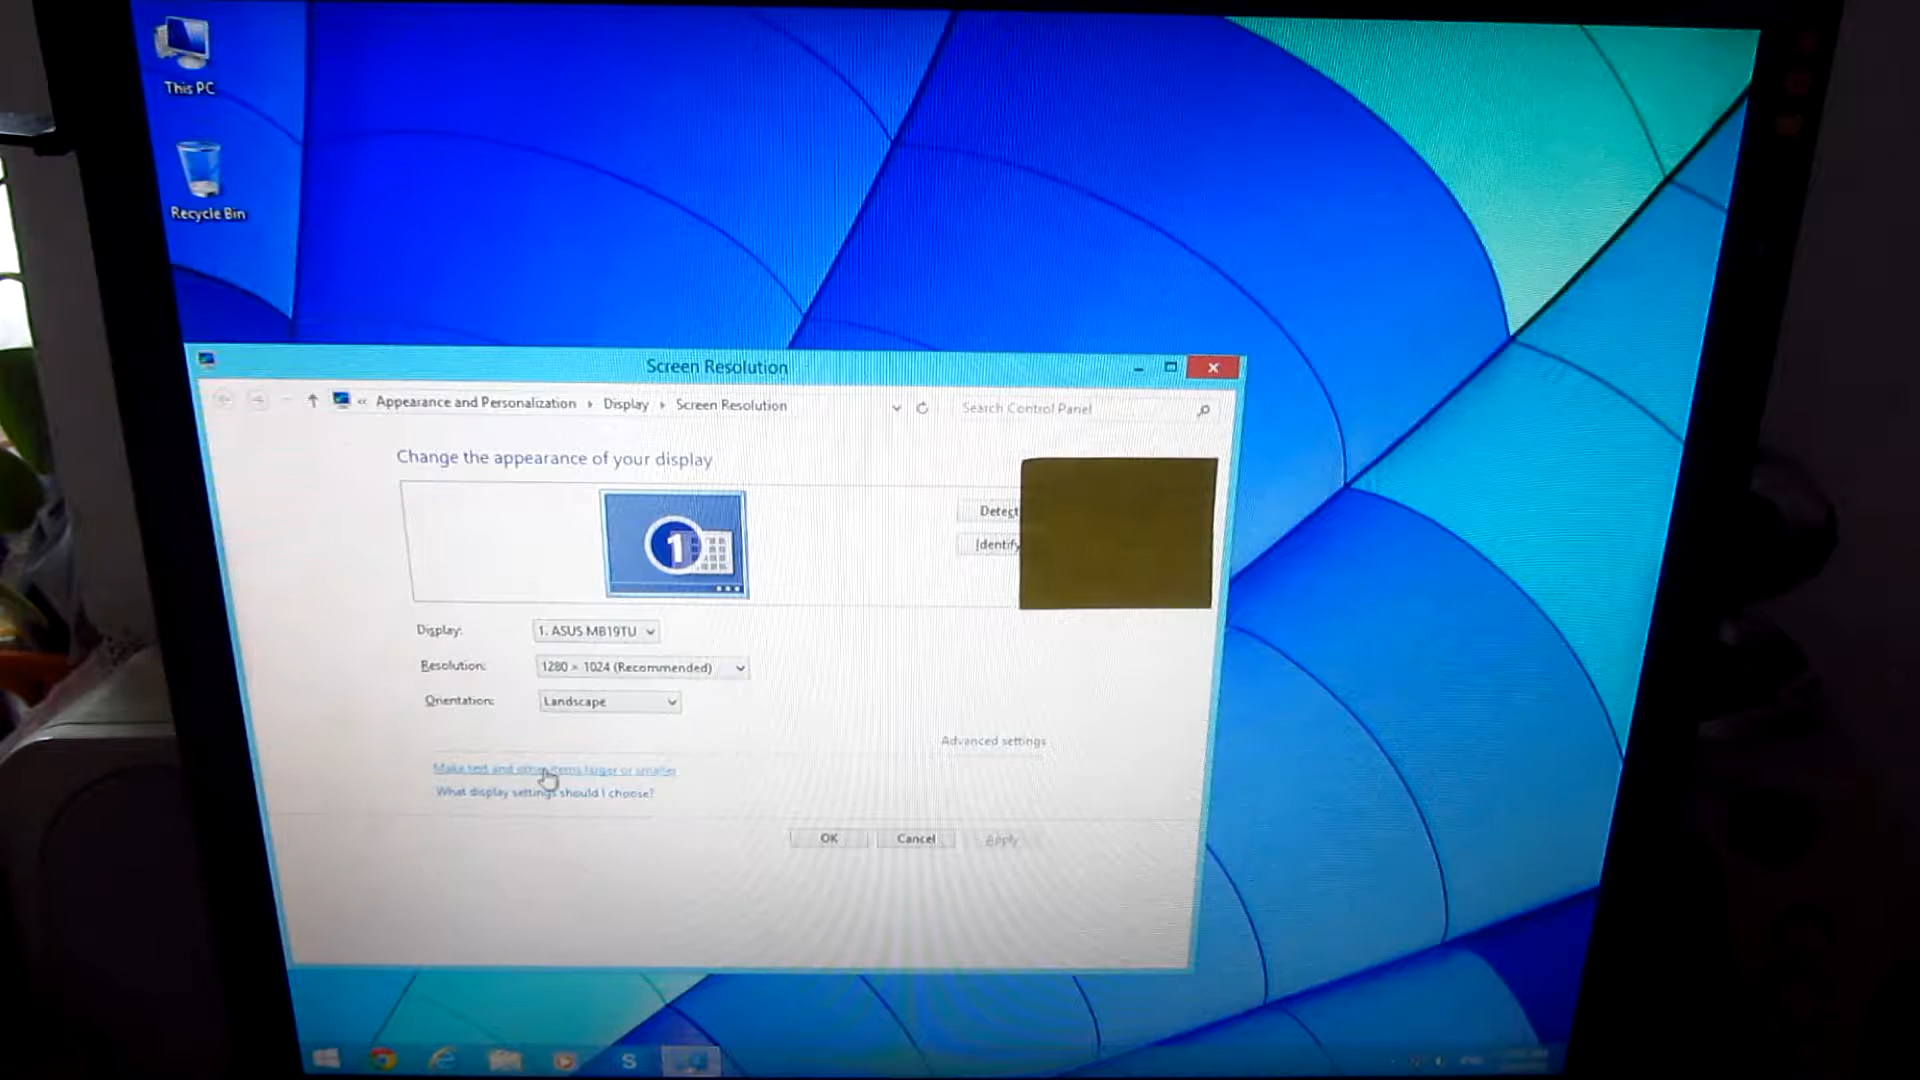 This PC
Recycle Bin
Screen Resolution
« Appearance and Personalization ▸ Display ▸ Screen Resolution
Search Control Panel
Change the appearance of your display
1
Detect
Identify
Display:
1. ASUS MB19TU
Resolution:
1280 × 1024 (Recommended)
Orientation:
Landscape
Advanced settings
Make text and other items larger or smaller
What display settings should I choose?
OK
Cancel
Apply
S